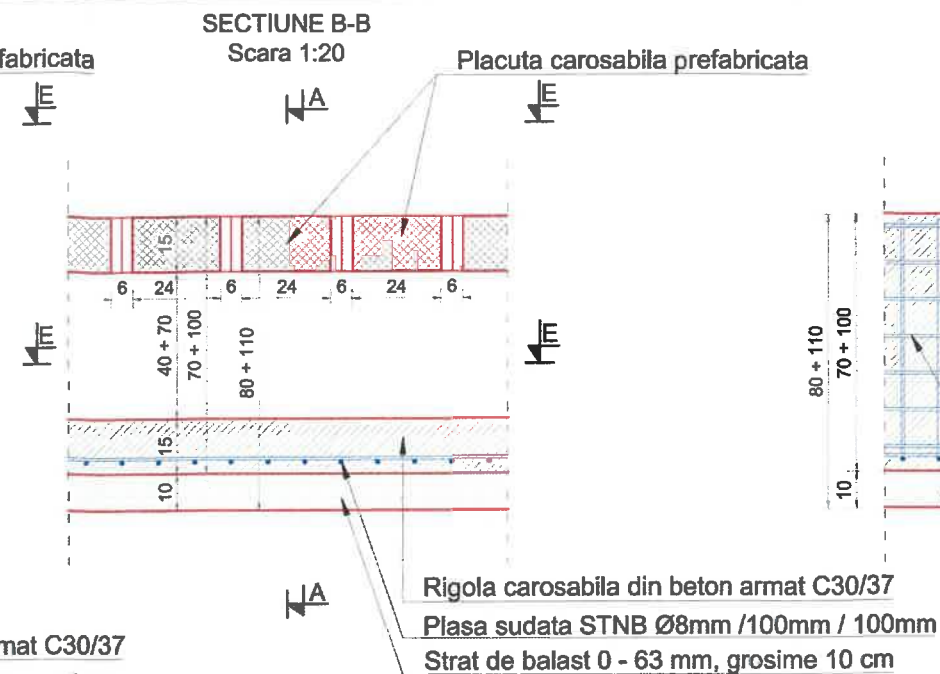 SECTIUNE B-B
Scara 1:20
fabricata
Placuta carosabila prefabricata
E
A
E
15
6 24 6 24 6 24 6
E
E
40 ÷ 70
70 ÷ 100
80 ÷ 110
15
10
80 ÷ 110
70 ÷ 100
10
A
Rigola carosabila din beton armat C30/37
Plasa sudata STNB Ø8mm /100mm / 100mm
mat C30/37
Strat de balast 0 - 63 mm, grosime 10 cm